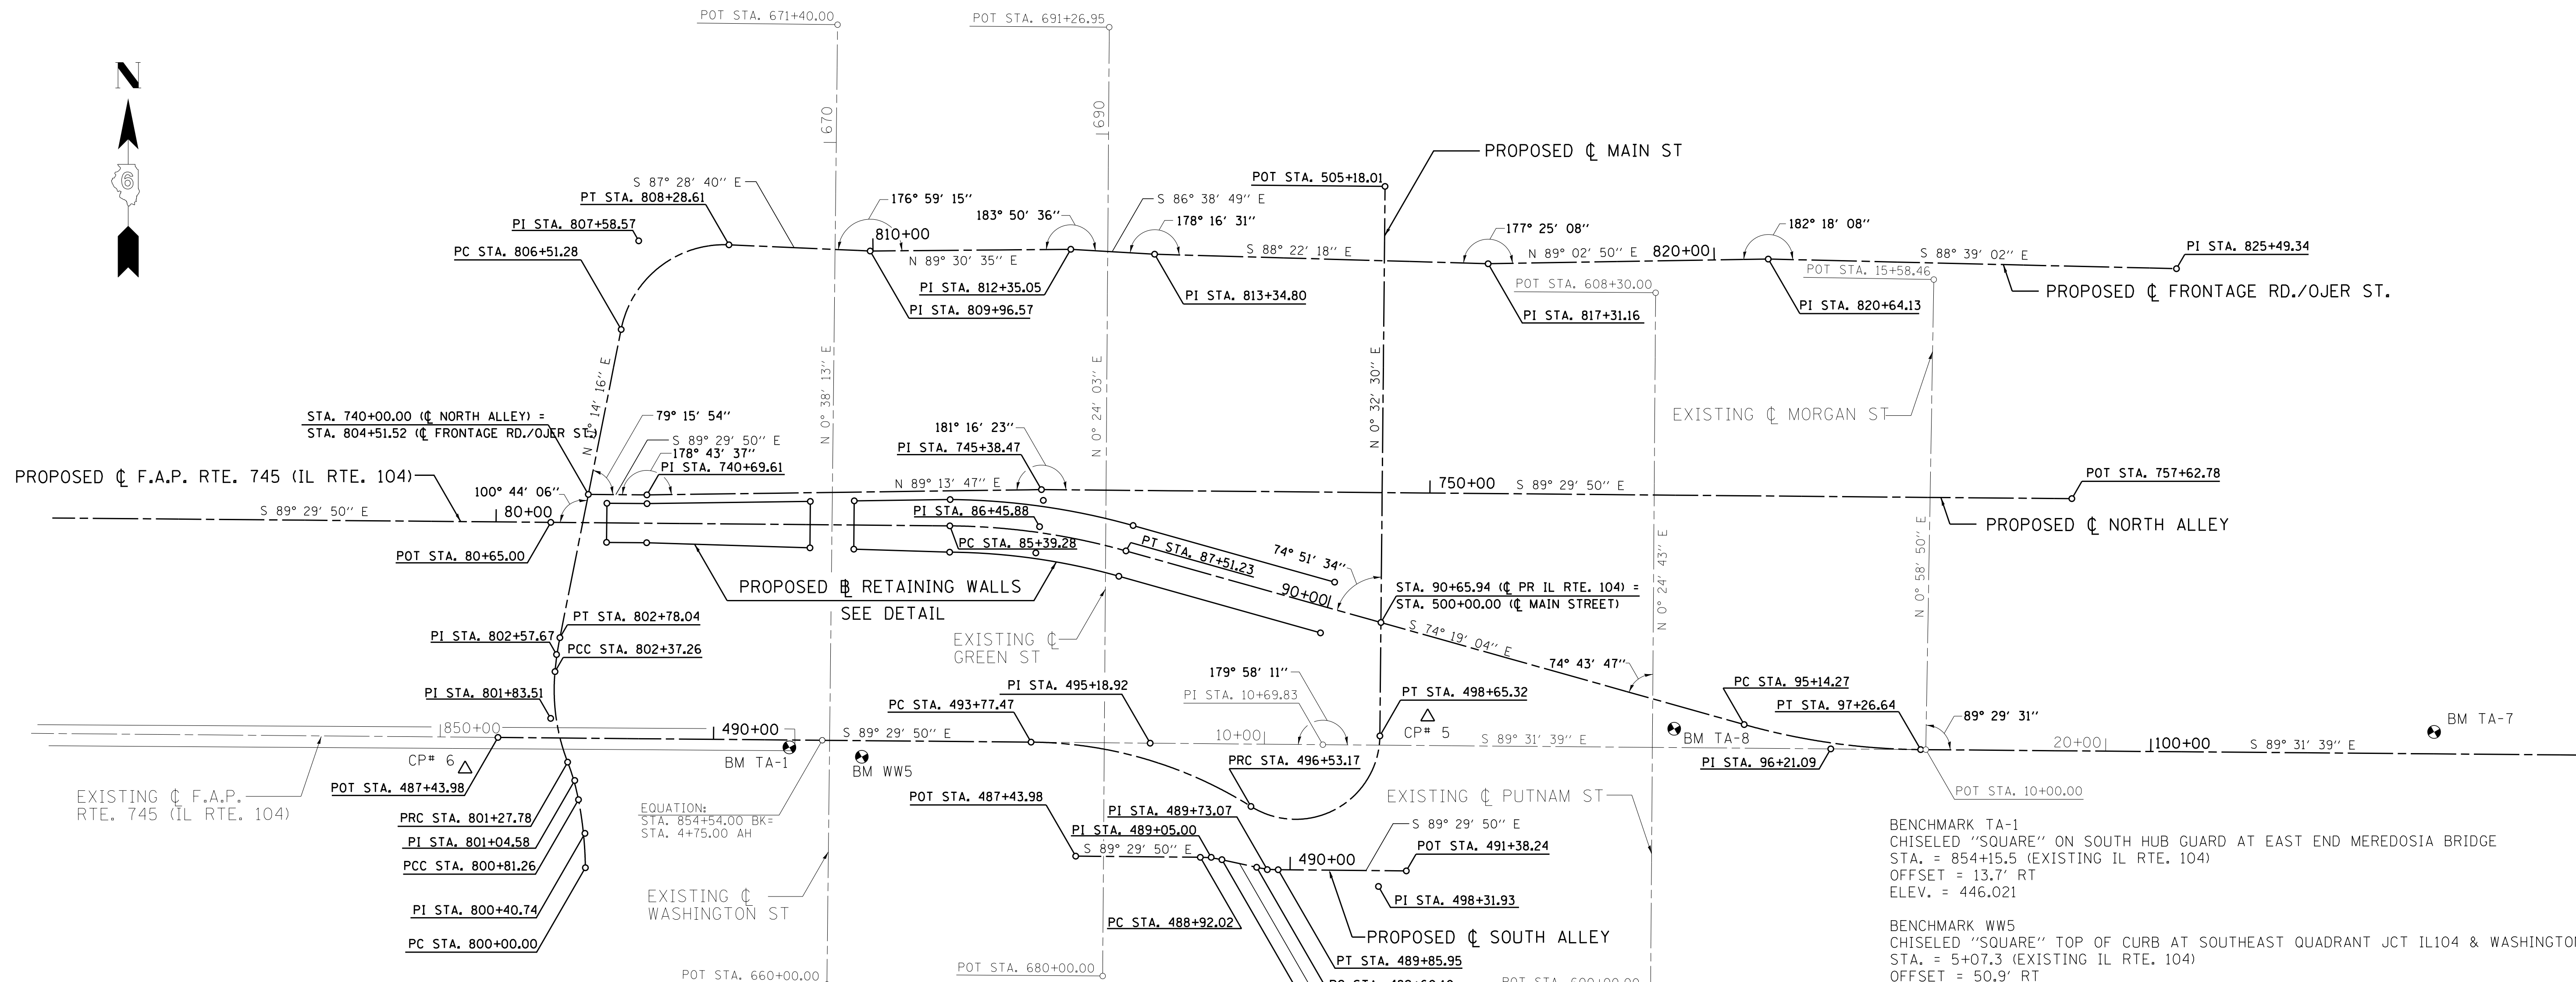 POT STA. 671+40.00
POT STA. 691+26.95
N
6
670
690
PROPOSED ℄ MAIN ST
POT STA. 505+18.01
S 87° 28' 40" E
PT STA. 808+28.61
PI STA. 807+58.57
PC STA. 806+51.28
176° 59' 15"
810+00
N 89° 30' 35" E
183° 50' 36"
PI STA. 812+35.05
PI STA. 809+96.57
S 86° 38' 49" E
178° 16' 31"
PI STA. 813+34.80
S 88° 22' 18" E
177° 25' 08"
N 89° 02' 50" E
820+00
POT STA. 608+30.00
PI STA. 817+31.16
182° 18' 08"
POT STA. 15+58.46
PI STA. 820+64.13
S 88° 39' 02" E
PI STA. 825+49.34
PROPOSED ℄ FRONTAGE RD./OJER ST.
N 0° 38' 13" E
N 0° 24' 03" E
N 0° 32' 30" E
EXISTING ℄ MORGAN ST
STA. 740+00.00 (℄ NORTH ALLEY) =
STA. 804+51.52 (℄ FRONTAGE RD./OJER ST.)
14' 16" E
79° 15' 54"
S 89° 29' 50" E
178° 43' 37"
PI STA. 740+69.61
181° 16' 23"
PI STA. 745+38.47
N 89° 13' 47" E
750+00
S 89° 29' 50" E
POT STA. 757+62.78
PROPOSED ℄ NORTH ALLEY
PROPOSED ℄ F.A.P. RTE. 745 (IL RTE. 104)
S 89° 29' 50" E
100° 44' 06"
80+00
POT STA. 80+65.00
PI STA. 86+45.88
PC STA. 85+39.28
PT STA. 87+51.23
74° 51' 34"
90+00
STA. 90+65.94 (℄ PR IL RTE. 104) =
STA. 500+00.00 (℄ MAIN STREET)
N 0° 24' 43" E
N 0° 58' 50" E
PROPOSED ⅊ RETAINING WALLS
SEE DETAIL
EXISTING ℄
GREEN ST
S 74° 19' 04" E
74° 43' 47"
PT STA. 802+78.04
PI STA. 802+57.67
PCC STA. 802+37.26
PI STA. 801+83.51
PC STA. 493+77.47
PI STA. 495+18.92
179° 58' 11"
PI STA. 10+69.83
PT STA. 498+65.32
CP# 5
PC STA. 95+14.27
PT STA. 97+26.64
89° 29' 31"
BM TA-7
850+00
490+00
S 89° 29' 50" E
10+00
S 89° 31' 39" E
BM TA-8
PI STA. 96+21.09
20+00
100+00
S 89° 31' 39" E
CP# 6
BM TA-1
BM WW5
PRC STA. 496+53.17
POT STA. 10+00.00
EXISTING ℄ F.A.P.
RTE. 745 (IL RTE. 104)
POT STA. 487+43.98
EQUATION:
STA. 854+54.00 BK=
STA. 4+75.00 AH
POT STA. 487+43.98
PI STA. 489+73.07
PI STA. 489+05.00
EXISTING ℄ PUTNAM ST
PRC STA. 801+27.78
PI STA. 801+04.58
PCC STA. 800+81.26
S 89° 29' 50" E
S 89° 29' 50" E
490+00
POT STA. 491+38.24
EXISTING ℄
WASHINGTON ST
PI STA. 800+40.74
PC STA. 800+00.00
PC STA. 488+92.02
PI STA. 498+31.93
PROPOSED ℄ SOUTH ALLEY
PT STA. 489+85.95
POT STA. 660+00.00
POT STA. 680+00.00
BENCHMARK TA-1
CHISELED "SQUARE" ON SOUTH HUB GUARD AT EAST END MEREDOSIA BRIDGE
STA. = 854+15.5 (EXISTING IL RTE. 104)
OFFSET = 13.7' RT
ELEV. = 446.021
BENCHMARK WW5
CHISELED "SQUARE" TOP OF CURB AT SOUTHEAST QUADRANT JCT IL104 & WASHINGTO
STA. = 5+07.3 (EXISTING IL RTE. 104)
OFFSET = 50.9' RT